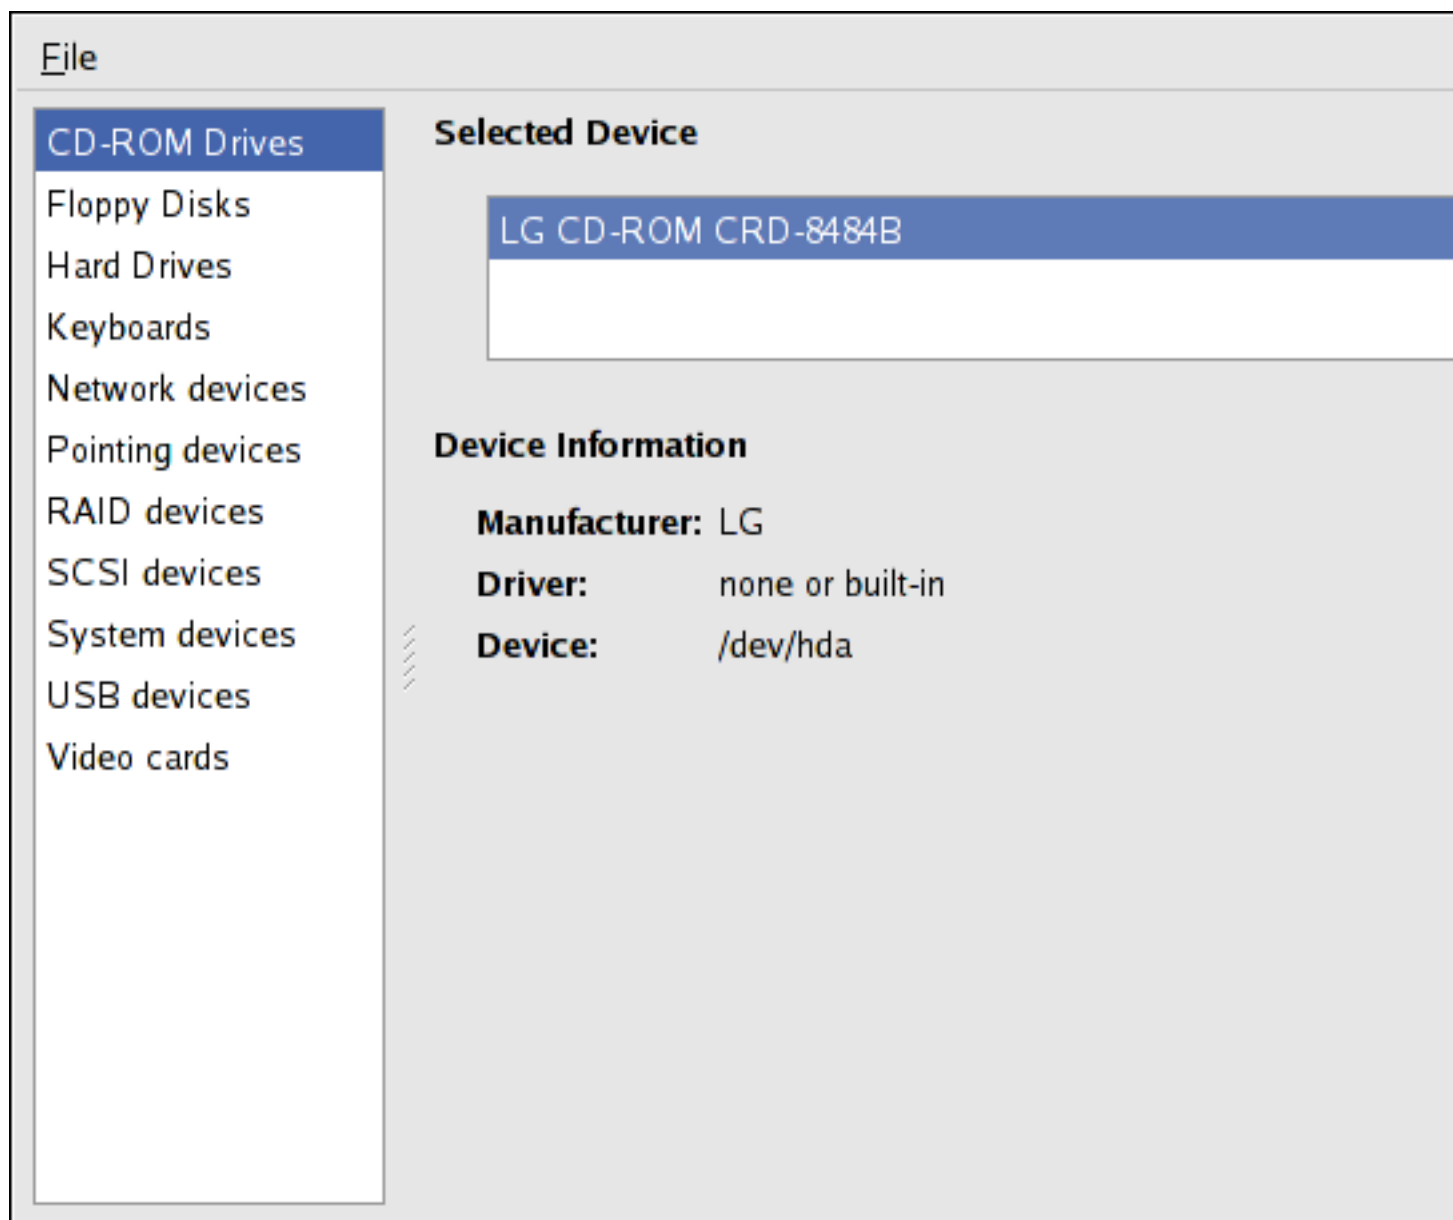 File
CD-ROM Drives
Floppy Disks
Hard Drives
Keyboards
Network devices
Pointing devices
RAID devices
SCSI devices
System devices
USB devices
Video cards
Selected Device
LG CD-ROM CRD-8484B
Device Information
Manufacturer: LG
Driver: none or built-in
Device: /dev/hda